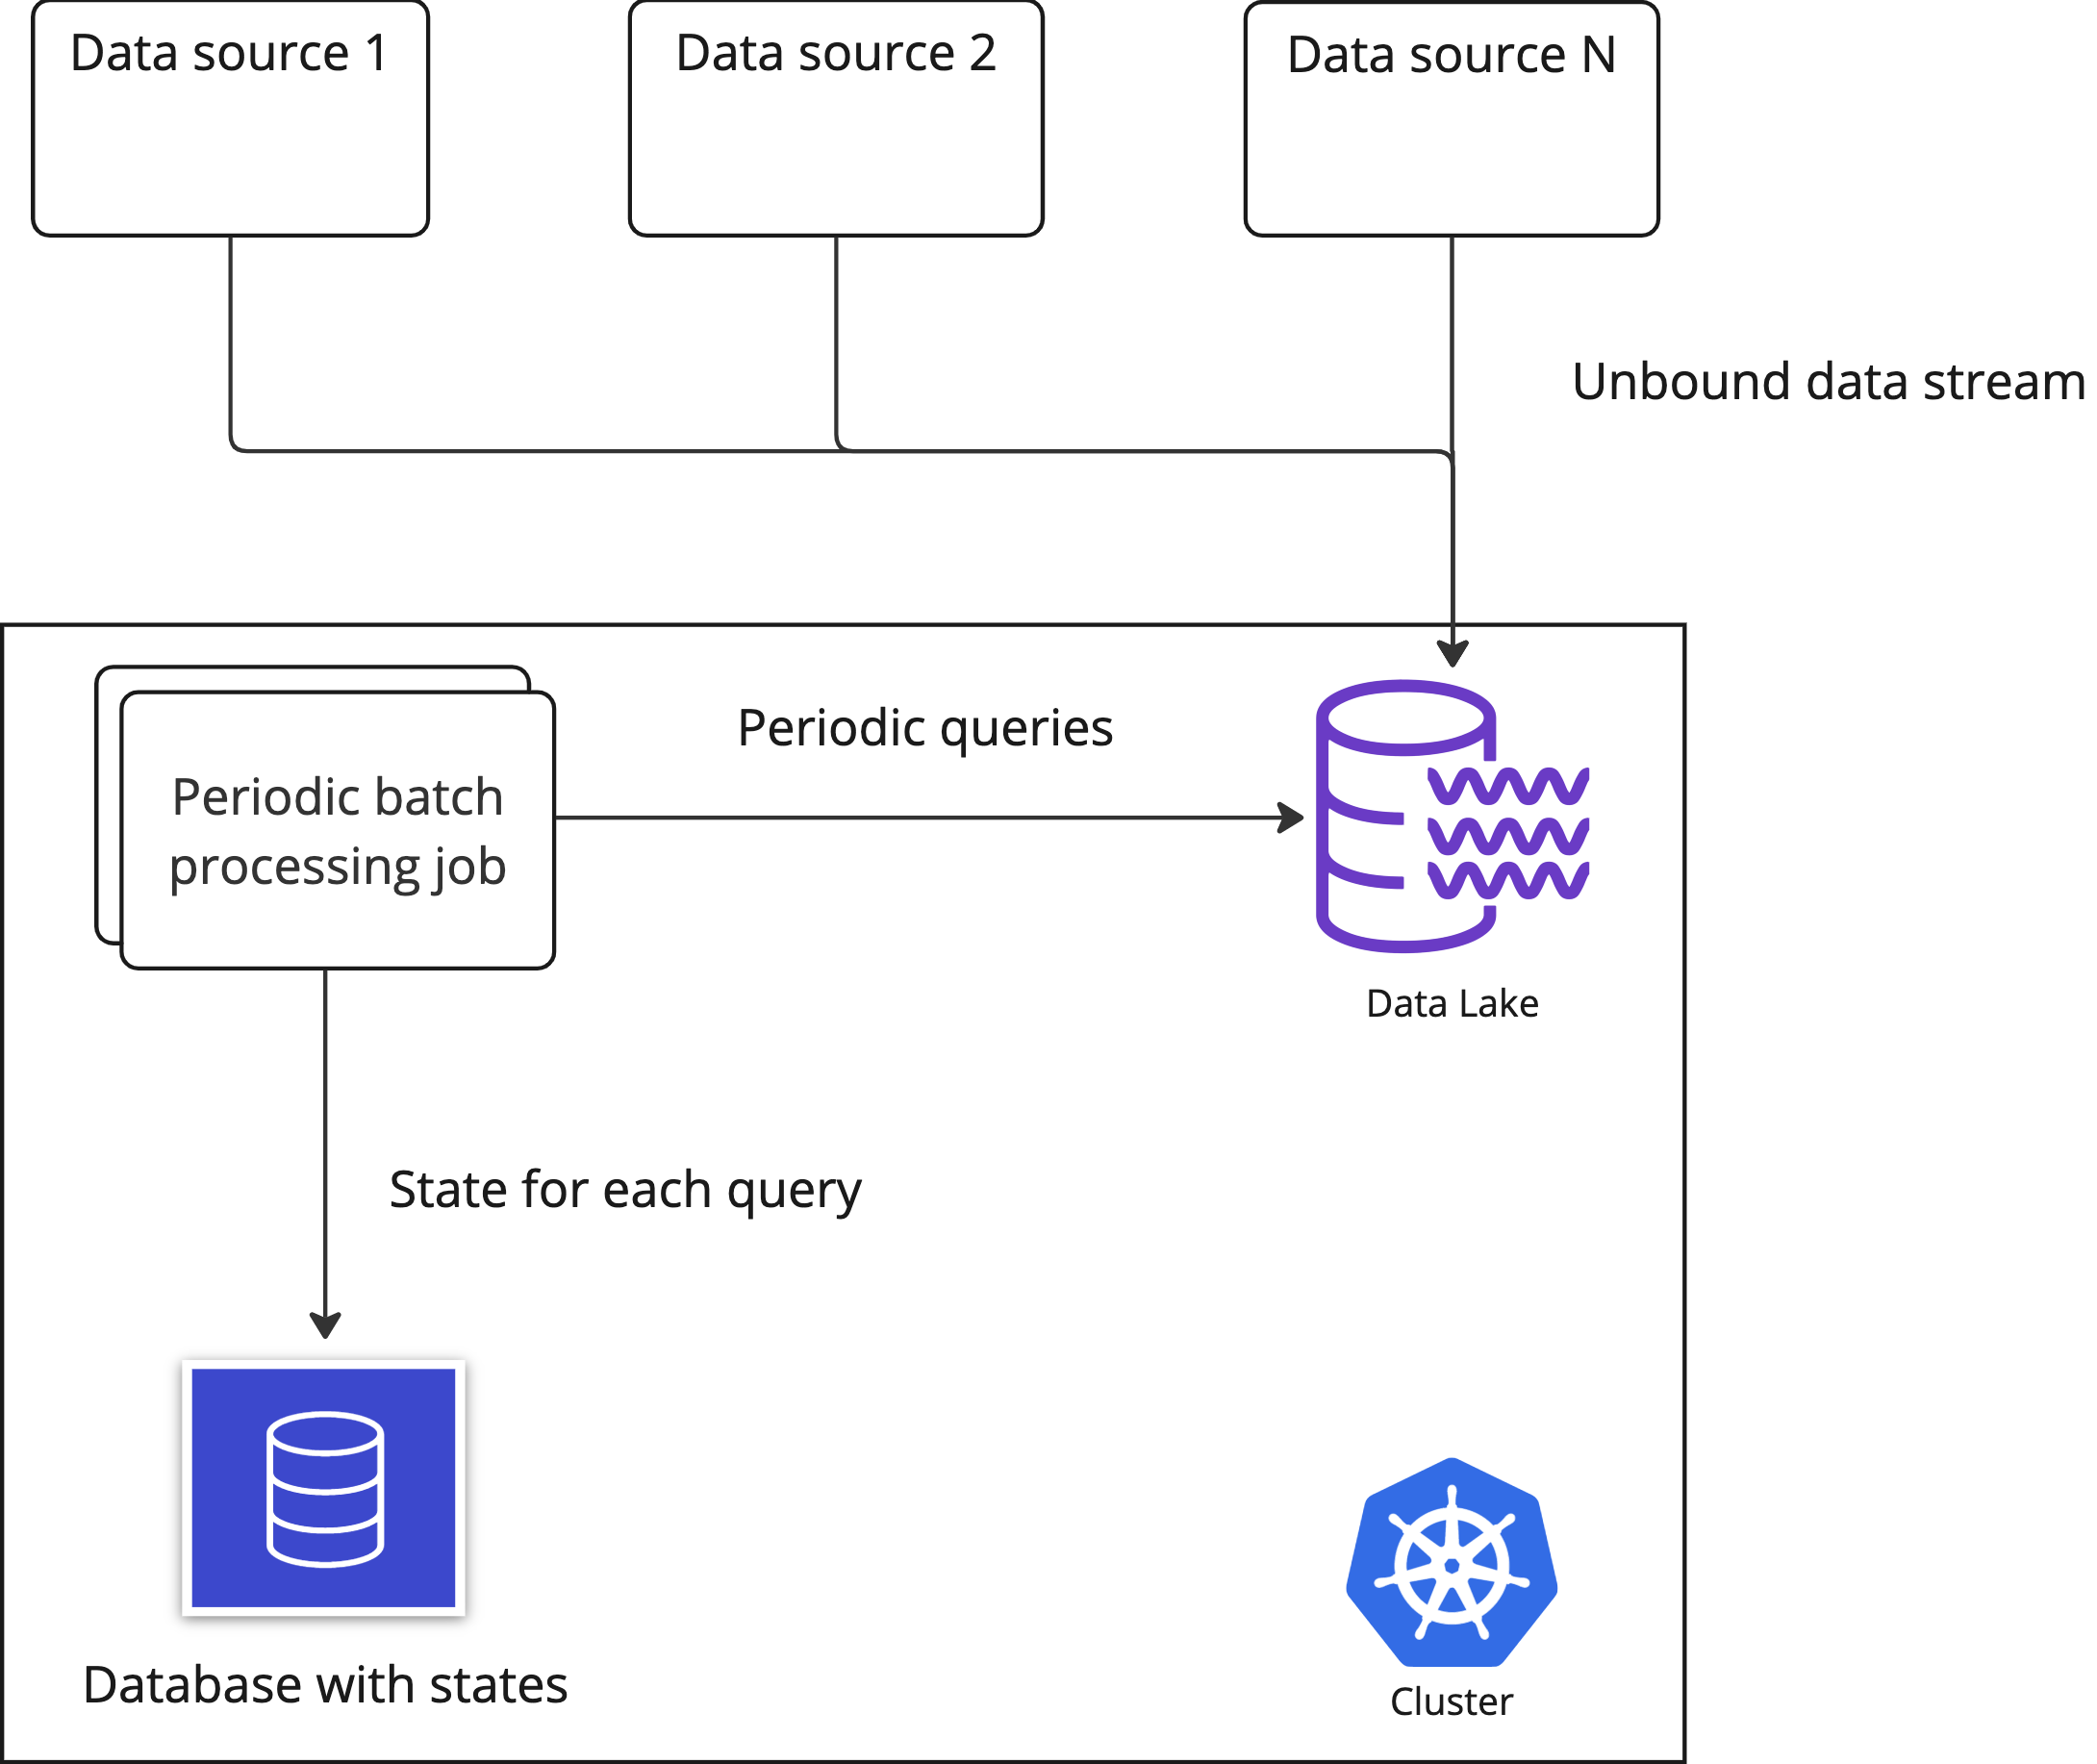 Data source 1
Data source 2
Data source N
Unbound data stream
Periodic queries
Periodic batch
processing job
Data Lake
State for each query
Database with states
Cluster